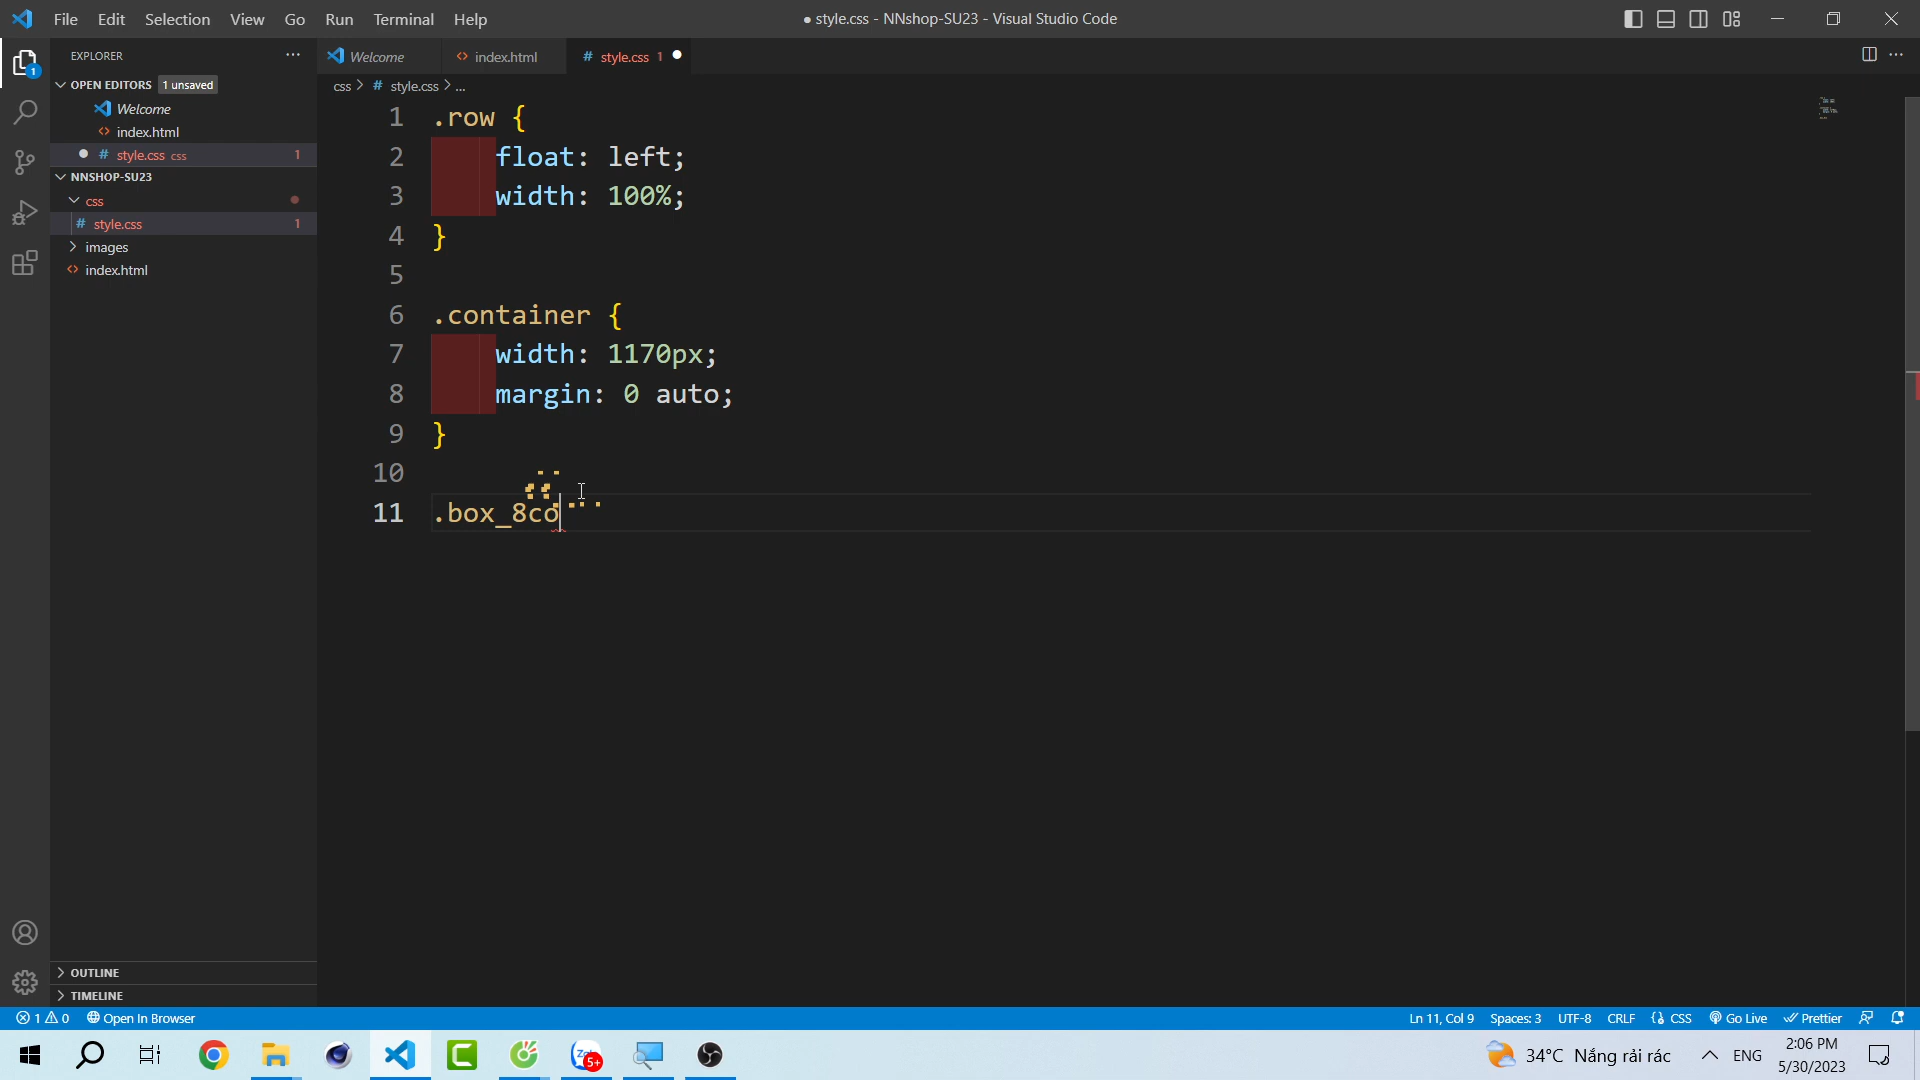 File Edit Selection View Go Run Terminal Help
● style.css - NNshop-SU23 - Visual Studio Code
EXPLORER
Welcome
index.html
style.css 1
OPEN EDITORS 1 unsaved
css > # style.css > ...
Welcome
index.html
# style.css css 1
NNSHOP-SU23
css
# style.css 1
images
index.html
1 .row {
2 float: left;
3 width: 100%;
4 }
5
6 .container {
7 width: 1170px;
8 margin: 0 auto;
9 }
10
11 .box_8co
OUTLINE
TIMELINE
1 0 Open In Browser
Ln 11, Col 9 Spaces: 3 UTF-8 CRLF {} CSS Go Live Prettier
5+
34°C Nắng rải rác
ENG
2:06 PM
5/30/2023